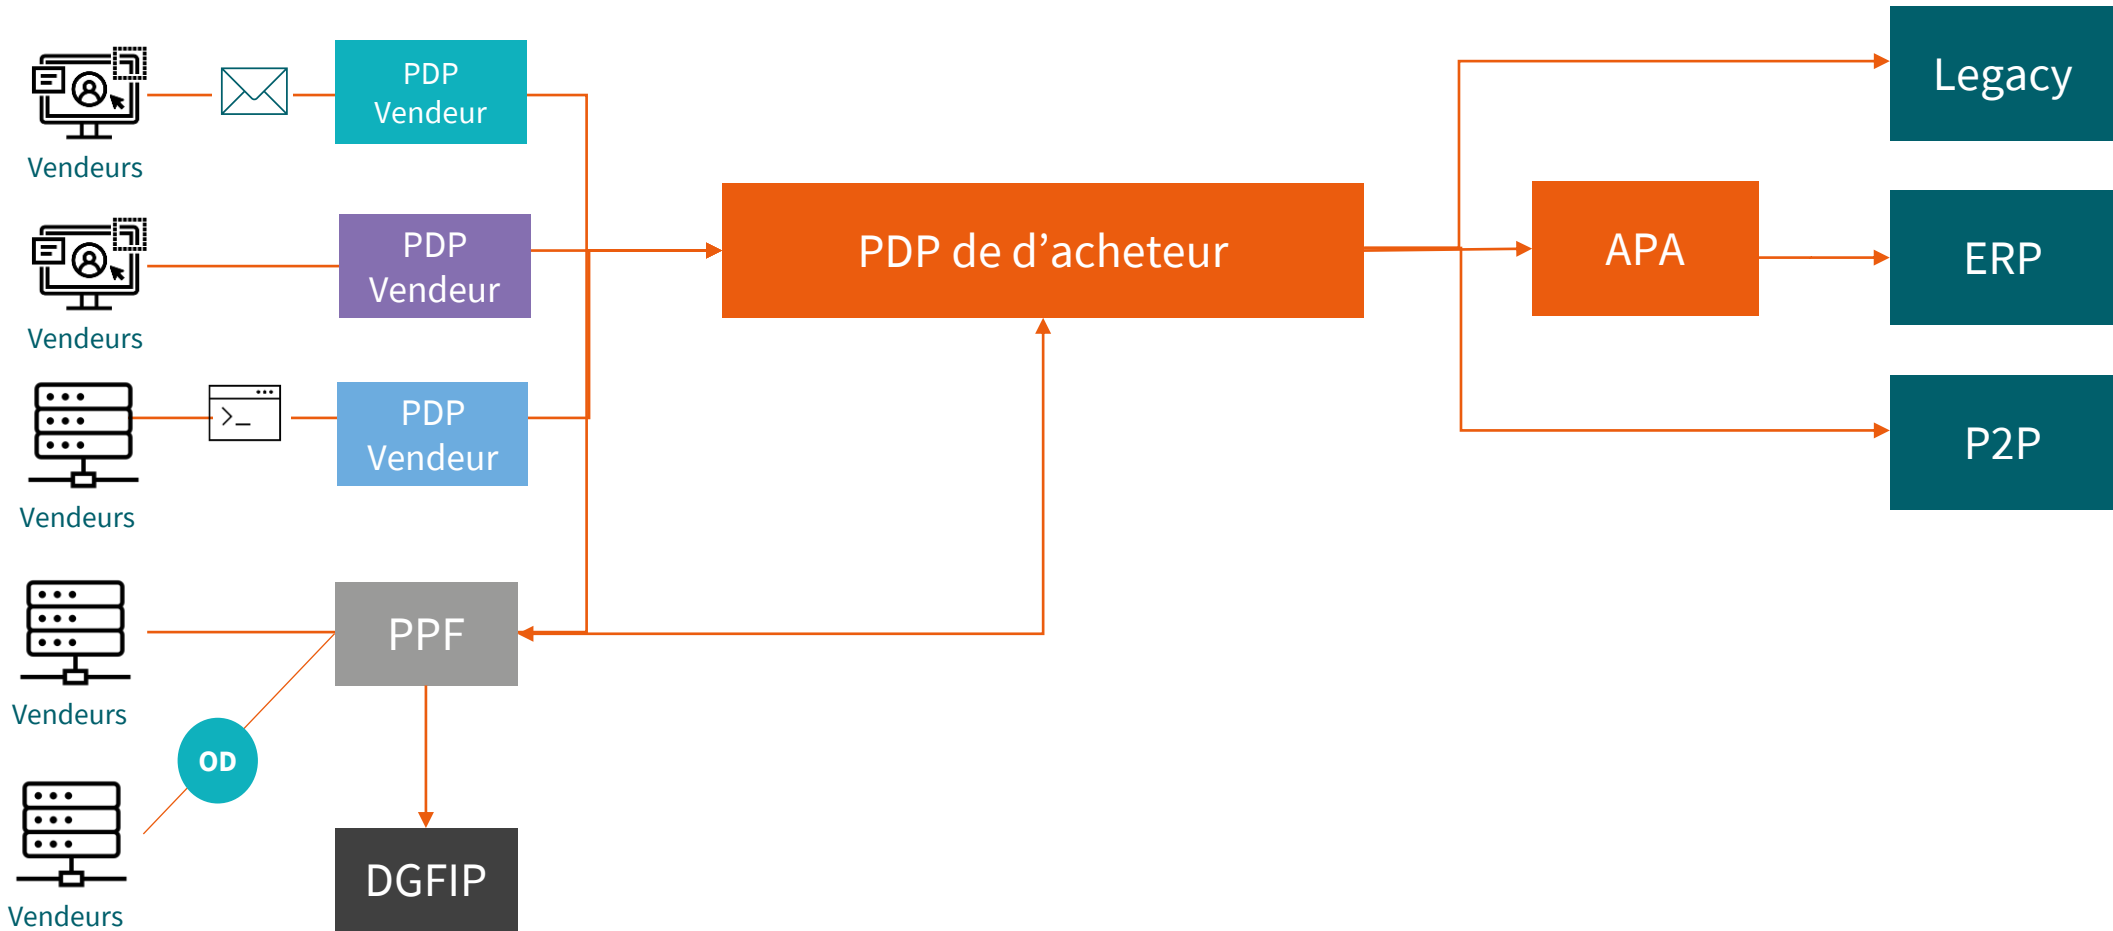 PDP
Vendeur
Vendeurs
PDP
Vendeur
Vendeurs
PDP
Vendeur
Vendeurs
PPF
Vendeurs
OD
Vendeurs
DGFIP
PDP de d’acheteur
APA
Legacy
ERP
P2P